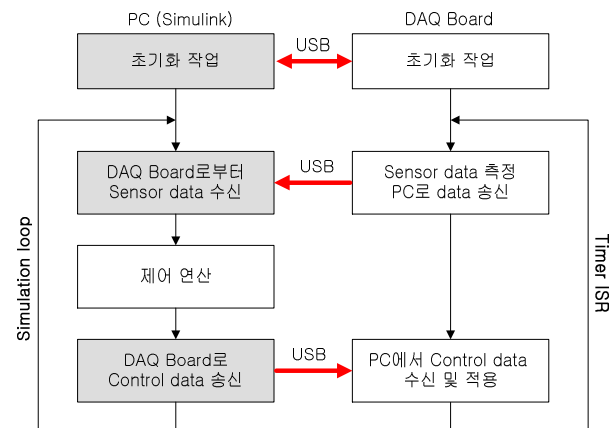 PC (Simulink)
DAQ Board
초기화 작업
USB
초기화 작업
DAQ Board로부터
Sensor data 수신
USB
Sensor data 측정
PC로 data 송신
제어 연산
Simulation loop
Timer ISR
DAQ Board로
Control data 송신
USB
PC에서 Control data
수신 및 적용